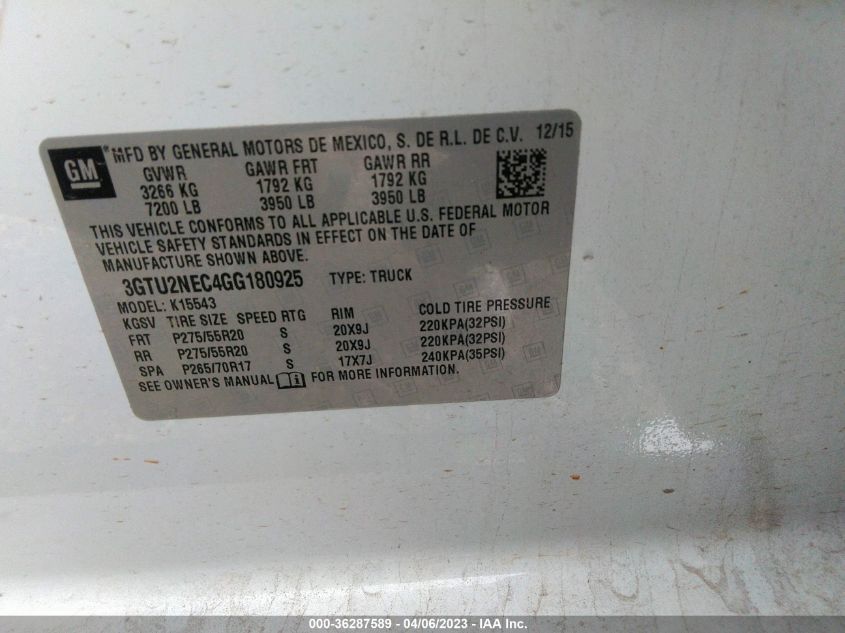 GM
MFD BY GENERAL MOTORS DE MEXICO, S. DE R.L. DE C.V. 12/15
GVWR GAWR FRT GAWR RR
3266 KG 1792 KG 1792 KG
7200 LB 3950 LB 3950 LB
THIS VEHICLE CONFORMS TO ALL APPLICABLE U.S. FEDERAL MOTOR
VEHICLE SAFETY STANDARDS IN EFFECT ON THE DATE OF
MANUFACTURE SHOWN ABOVE.
3GTU2NEC4GG180925 TYPE: TRUCK
MODEL: K15543
KGSV TIRE SIZE SPEED RTG RIM COLD TIRE PRESSURE
FRT P275/55R20 S 20X9J 220KPA(32PSI)
RR P275/55R20 S 20X9J 220KPA(32PSI)
SPA P265/70R17 S 17X7J 240KPA(35PSI)
SEE OWNER'S MANUAL FOR MORE INFORMATION.
000-36287589 - 04/06/2023 - IAA Inc.